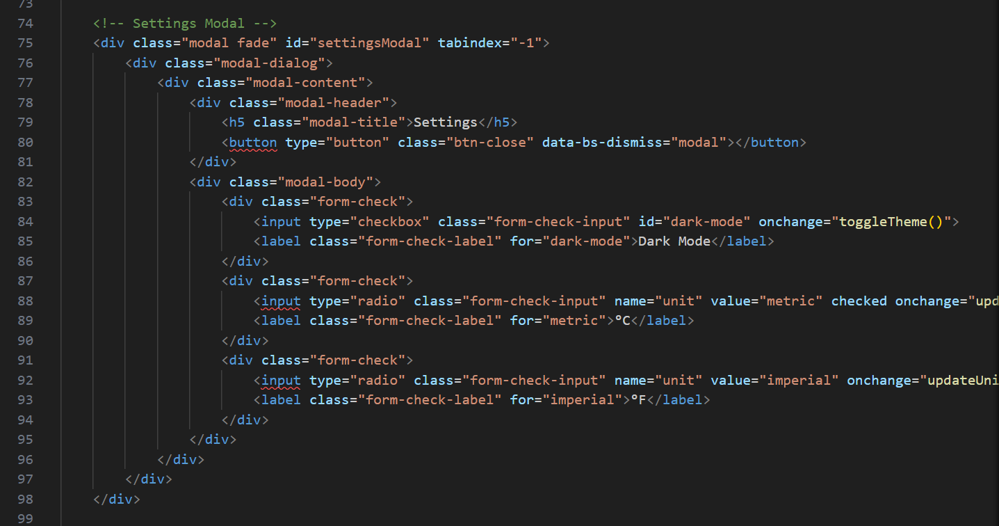 73
74 <!-- Settings Modal -->
75 <div class="modal fade" id="settingsModal" tabindex="-1">
76 <div class="modal-dialog">
77 <div class="modal-content">
78 <div class="modal-header">
79 <h5 class="modal-title">Settings</h5>
80 <button type="button" class="btn-close" data-bs-dismiss="modal"></button>
81 </div>
82 <div class="modal-body">
83 <div class="form-check">
84 <input type="checkbox" class="form-check-input" id="dark-mode" onchange="toggleTheme()">
85 <label class="form-check-label" for="dark-mode">Dark Mode</label>
86 </div>
87 <div class="form-check">
88 <input type="radio" class="form-check-input" name="unit" value="metric" checked onchange="upd
89 <label class="form-check-label" for="metric">°C</label>
90 </div>
91 <div class="form-check">
92 <input type="radio" class="form-check-input" name="unit" value="imperial" onchange="updateUni
93 <label class="form-check-label" for="imperial">°F</label>
94 </div>
95 </div>
96 </div>
97 </div>
98 </div>
99